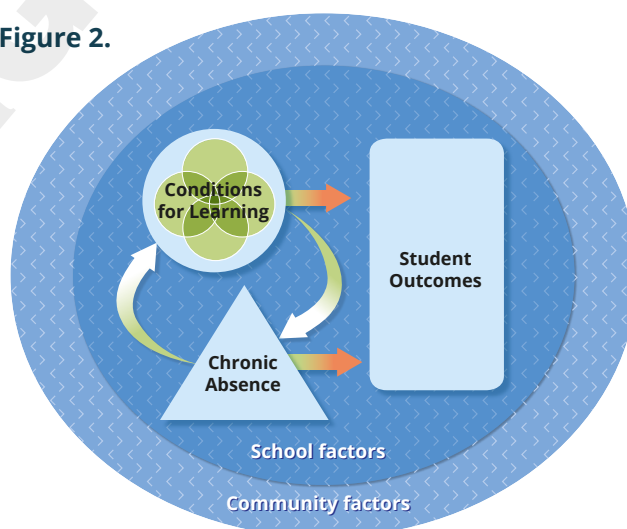 Figure 2.
Conditions
for Learning
Student
Outcomes
Chronic
Absence
School factors
Community factors